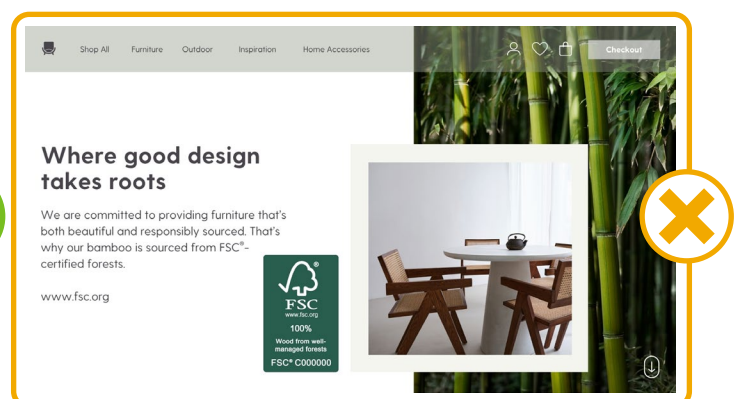 Shop All Furniture Outdoor Inspiration Home Accessories Checkout
Where good design
takes roots
We are committed to providing furniture that's
both beautiful and responsibly sourced. That's
why our bamboo is sourced from FSC®-
certified forests.
www.fsc.org
®
FSC
www.fsc.org
100%
Wood from well-
managed forests
FSC® C000000